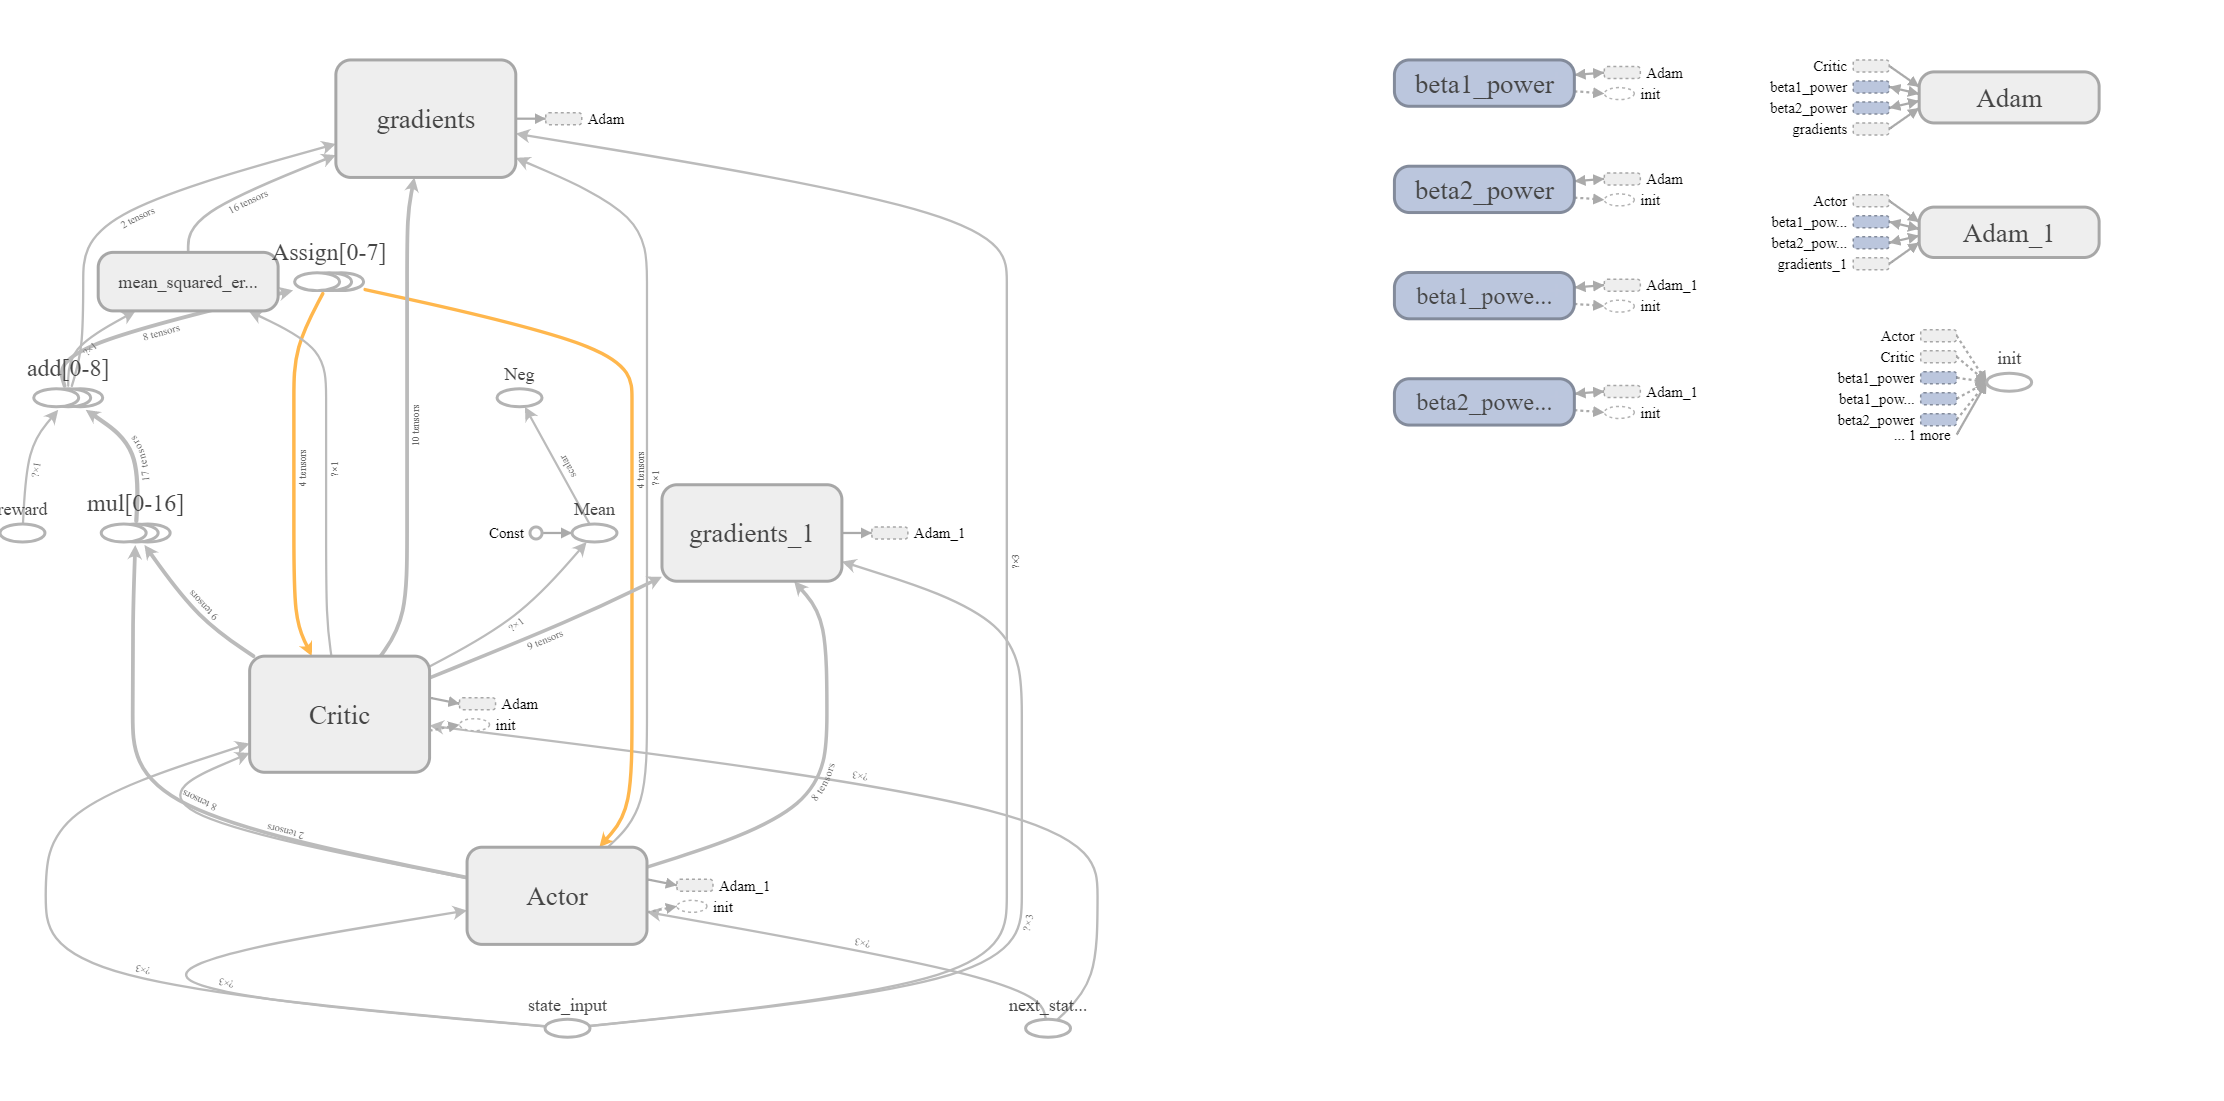 gradients
Adam
2 tensors
16 tensors
Assign[0-7]
mean_squared_er...
8 tensors
?×1
add[0-8]
Neg
10 tensors
17 tensors
?×1
4 tensors
?×1
scalar
4 tensors
?×1
reward
mul[0-16]
Const
Mean
gradients_1
Adam_1
?×3
9 tensors
?×1
9 tensors
Critic
Adam
init
?×3
8 tensors
8 tensors
2 tensors
Actor
Adam_1
init
?×3
?×3
?×3
?×3
state_input
next_stat...
beta1_power
Adam
init
beta2_power
Adam
init
beta1_powe...
Adam_1
init
beta2_powe...
Adam_1
init
Critic
beta1_power
beta2_power
gradients
Adam
Actor
beta1_pow...
beta2_pow...
gradients_1
Adam_1
Actor
Critic
beta1_power
beta1_pow...
beta2_power
... 1 more
init